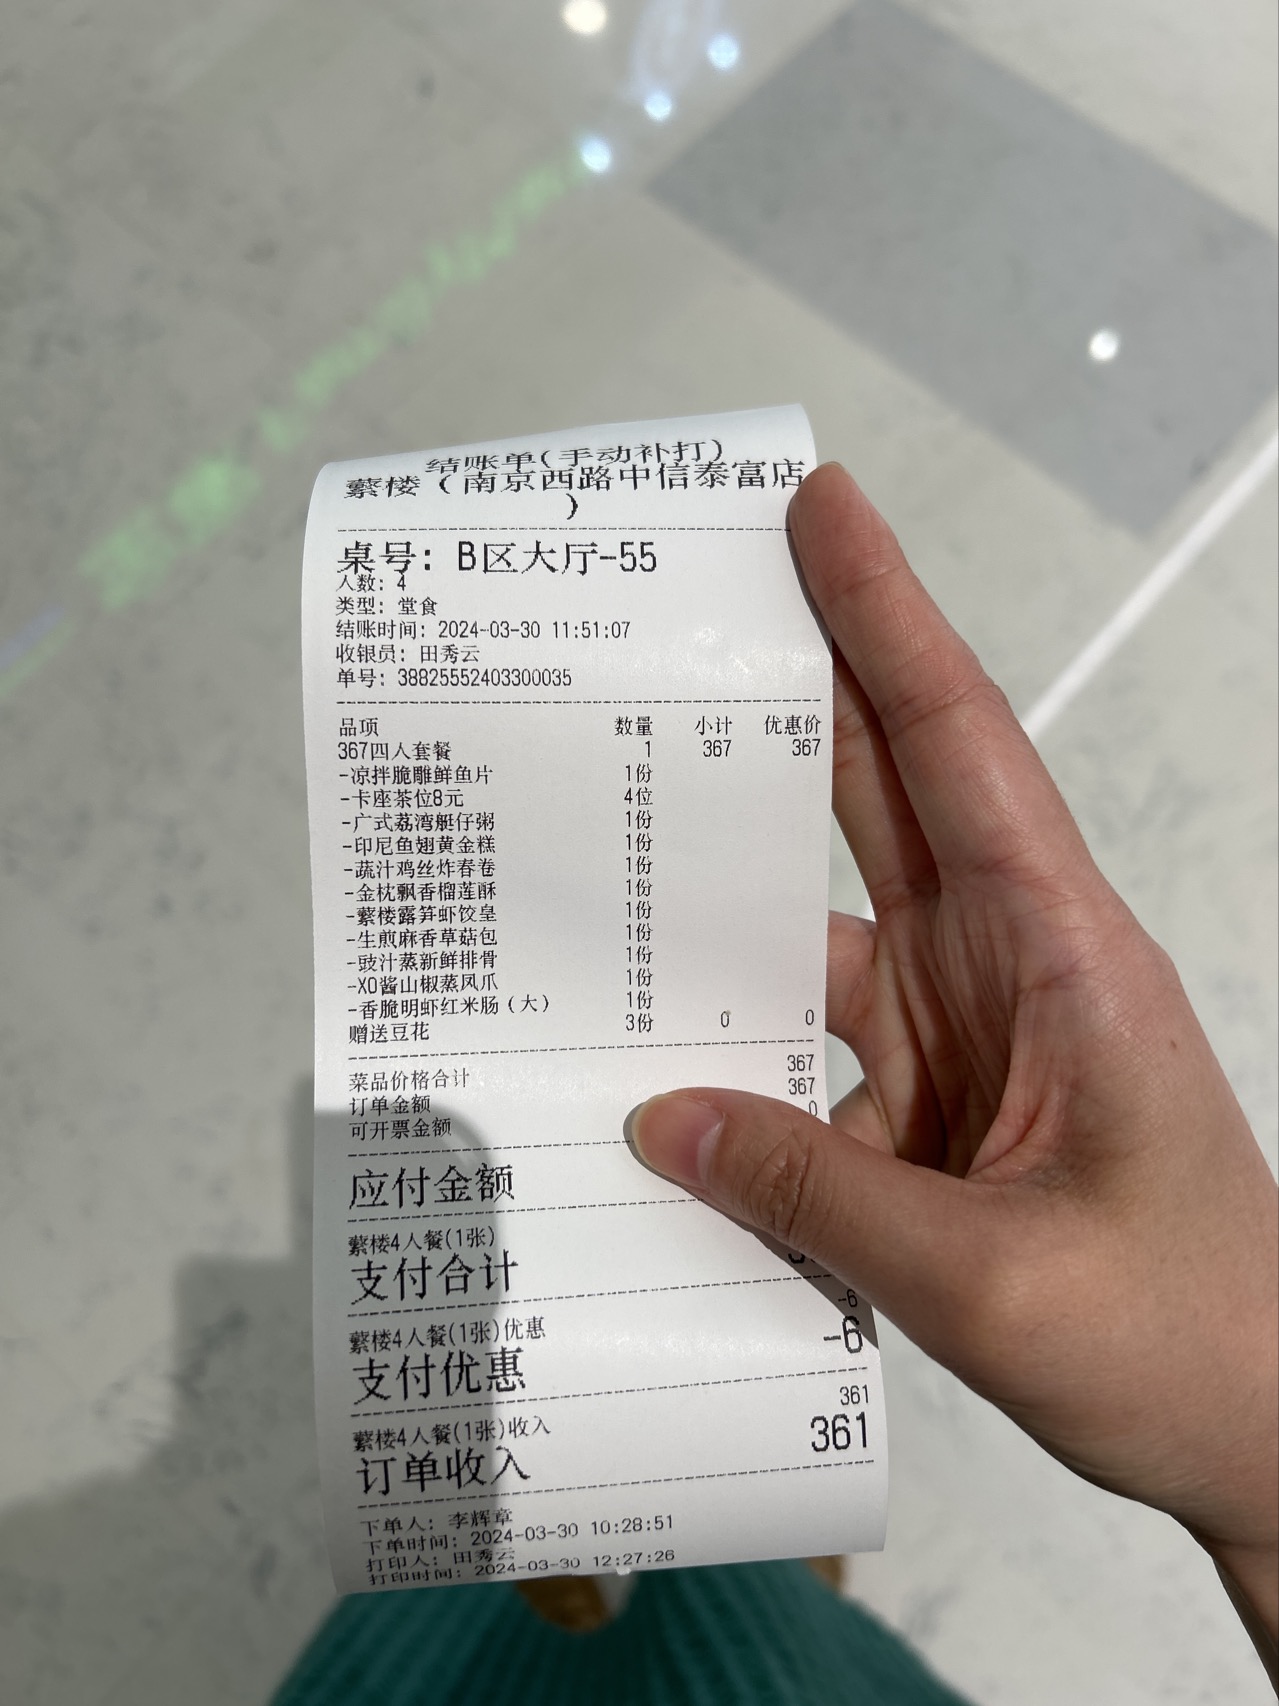 结账单(手动补打)
蘩楼（南京西路中信泰富店
）
桌号: B区大厅-55
人数: 4
类型: 堂食
结账时间: 2024-03-30 11:51:07
收银员: 田秀云
单号: 38825552403300035
品项 数量 小计 优惠价
367四人套餐 1 367 367
-凉拌脆雕鲜鱼片 1份
-卡座茶位8元 4位
-广式荔湾艇仔粥 1份
-印尼鱼翅黄金糕 1份
-蔬汁鸡丝炸春卷 1份
-金枕飘香榴莲酥 1份
-蘩楼露笋虾饺皇 1份
-生煎麻香草菇包 1份
-豉汁蒸新鲜排骨 1份
-XO酱山椒蒸凤爪 1份
-香脆明虾红米肠（大） 1份
赠送豆花 3份 0 0
菜品价格合计 367
订单金额 367
可开票金额 0
应付金额
蘩楼4人餐(1张)
支付合计
蘩楼4人餐(1张)优惠 -6
支付优惠 -6
蘩楼4人餐(1张)收入 361
订单收入 361
下单人: 李辉章
下单时间: 2024-03-30 10:28:51
打印人: 田秀云
打印时间: 2024-03-30 12:27:26